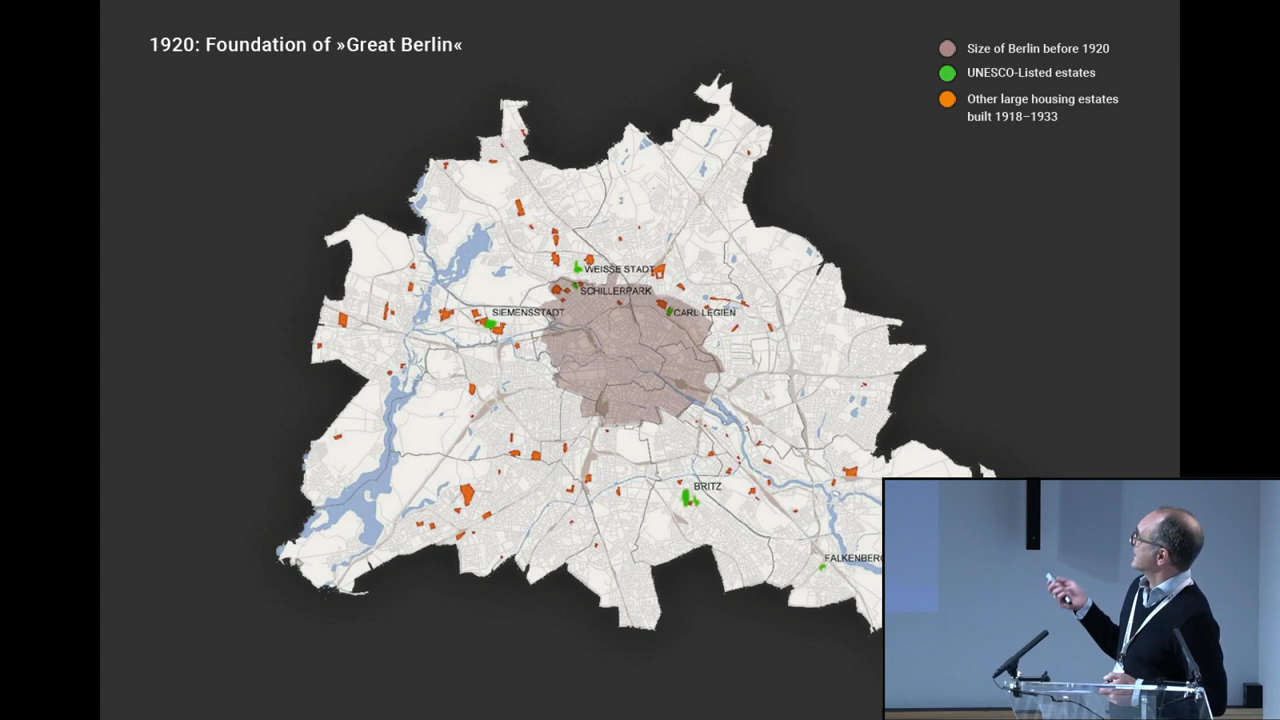 1920: Foundation of »Great Berlin«
Size of Berlin before 1920
UNESCO-Listed estates
Other large housing estates
built 1918–1933
WEISSE STADT
SCHILLERPARK
SIEMENSSTADT
CARL LEGIEN
BRITZ
FALKENBERG